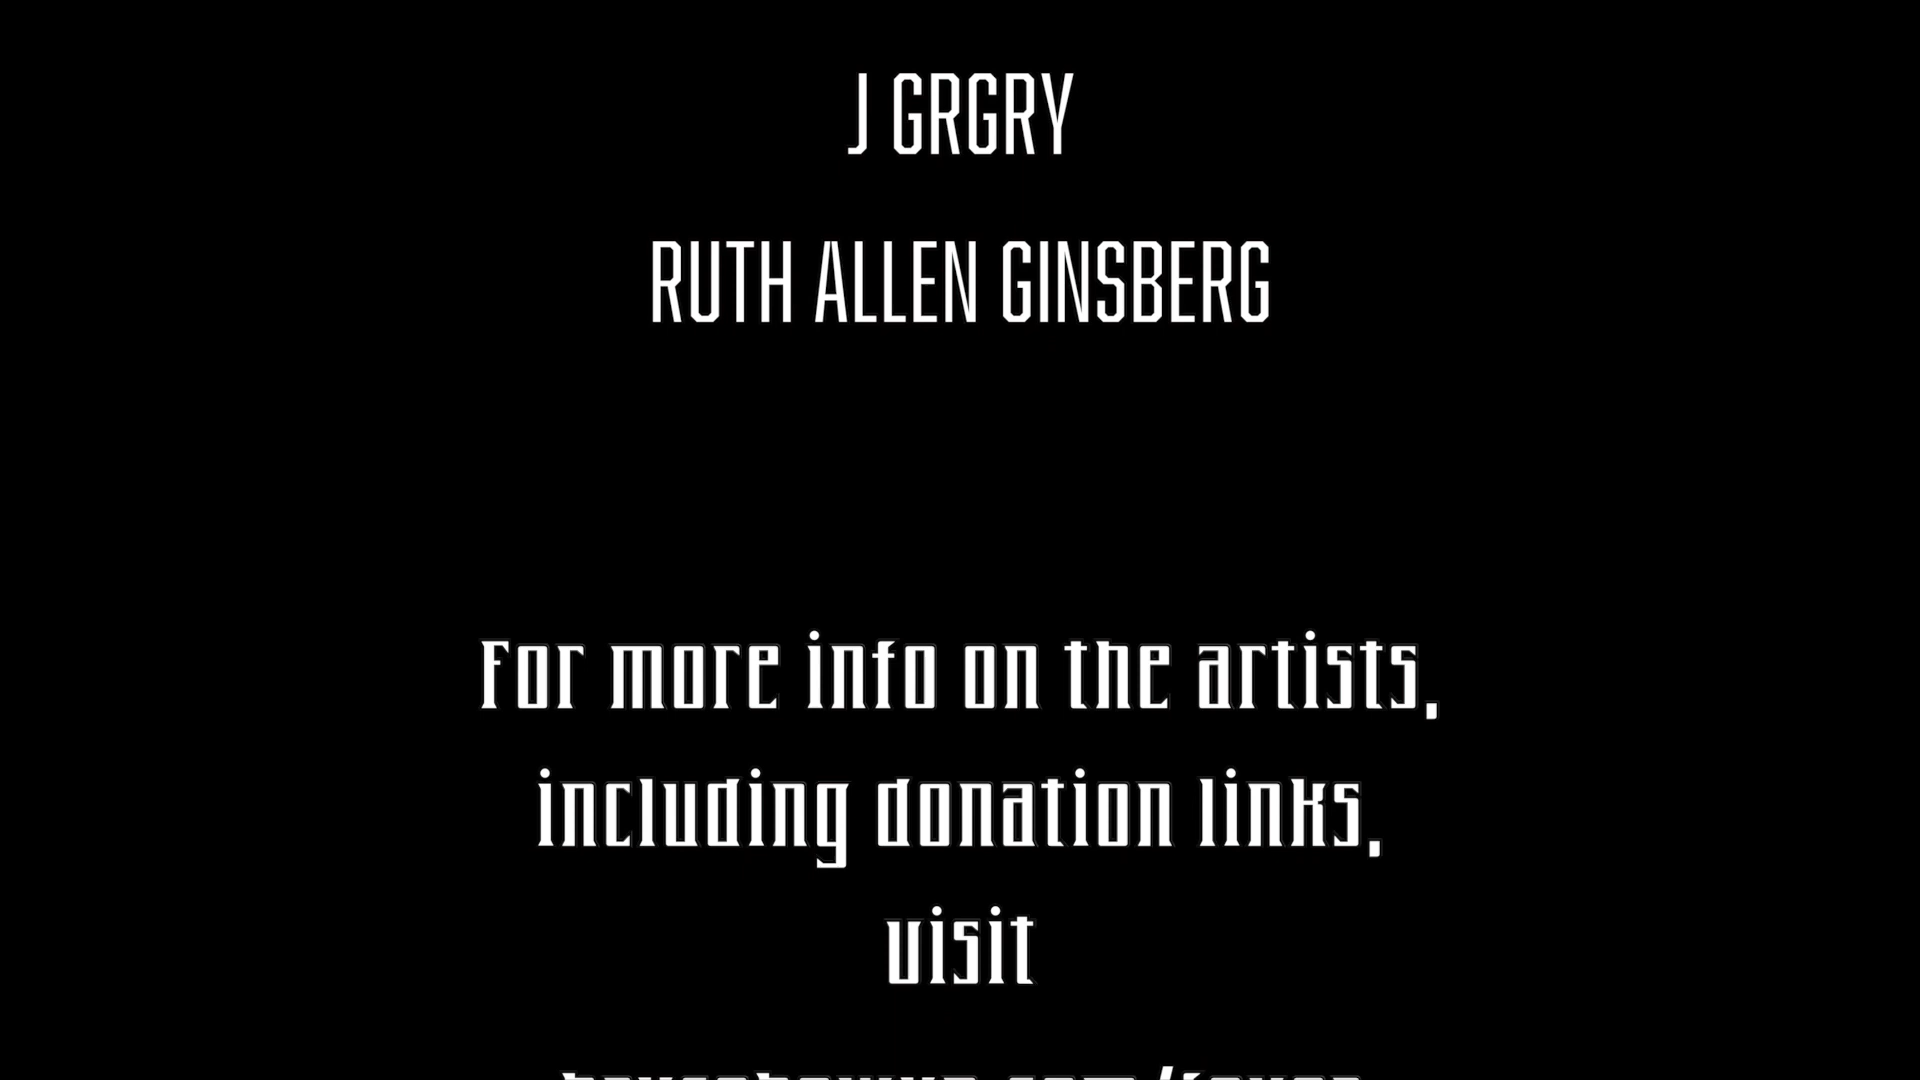 J GRGRY
RUTH ALLEN GINSBERG
For more info on the artists,
including donation links,
visit